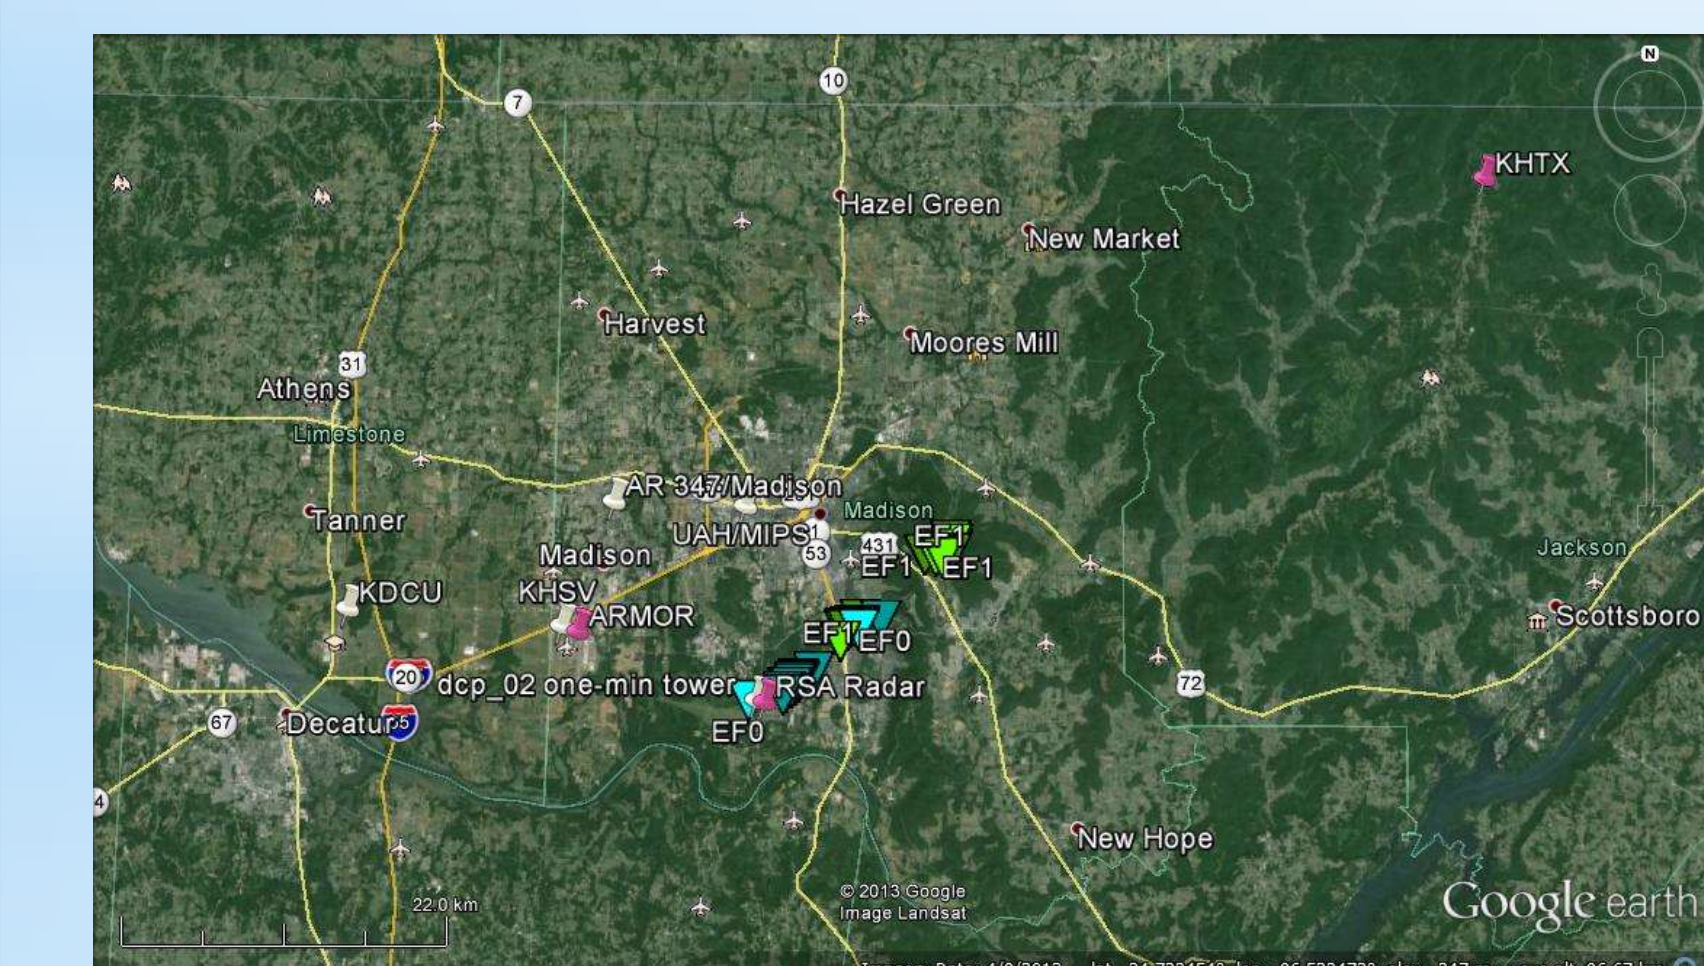 N
10
7
KHTX
Hazel Green
New Market
Harvest
Moores Mill
31
Athens
Limestone
AR 347/Madison
Madison
Tanner
UAH/MIPS
1
EF1
431
53
Jackson
Madison
EF1
EF1
KDCU
KHSV
ARMOR
Scottsboro
EF1
EF0
20
dcp_02 one-min tower
RSA Radar
72
67
Decatur
65
EF0
4
New Hope
22.0 km
© 2013 Google
Image Landsat
Google earth